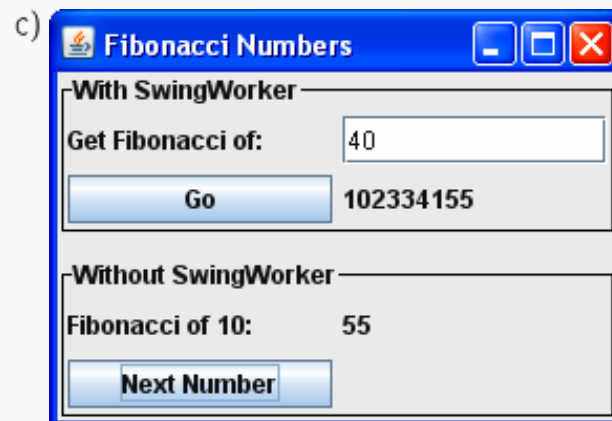 c)
Fibonacci Numbers
With SwingWorker
Get Fibonacci of: 40
Go 102334155
Without SwingWorker
Fibonacci of 10: 55
Next Number